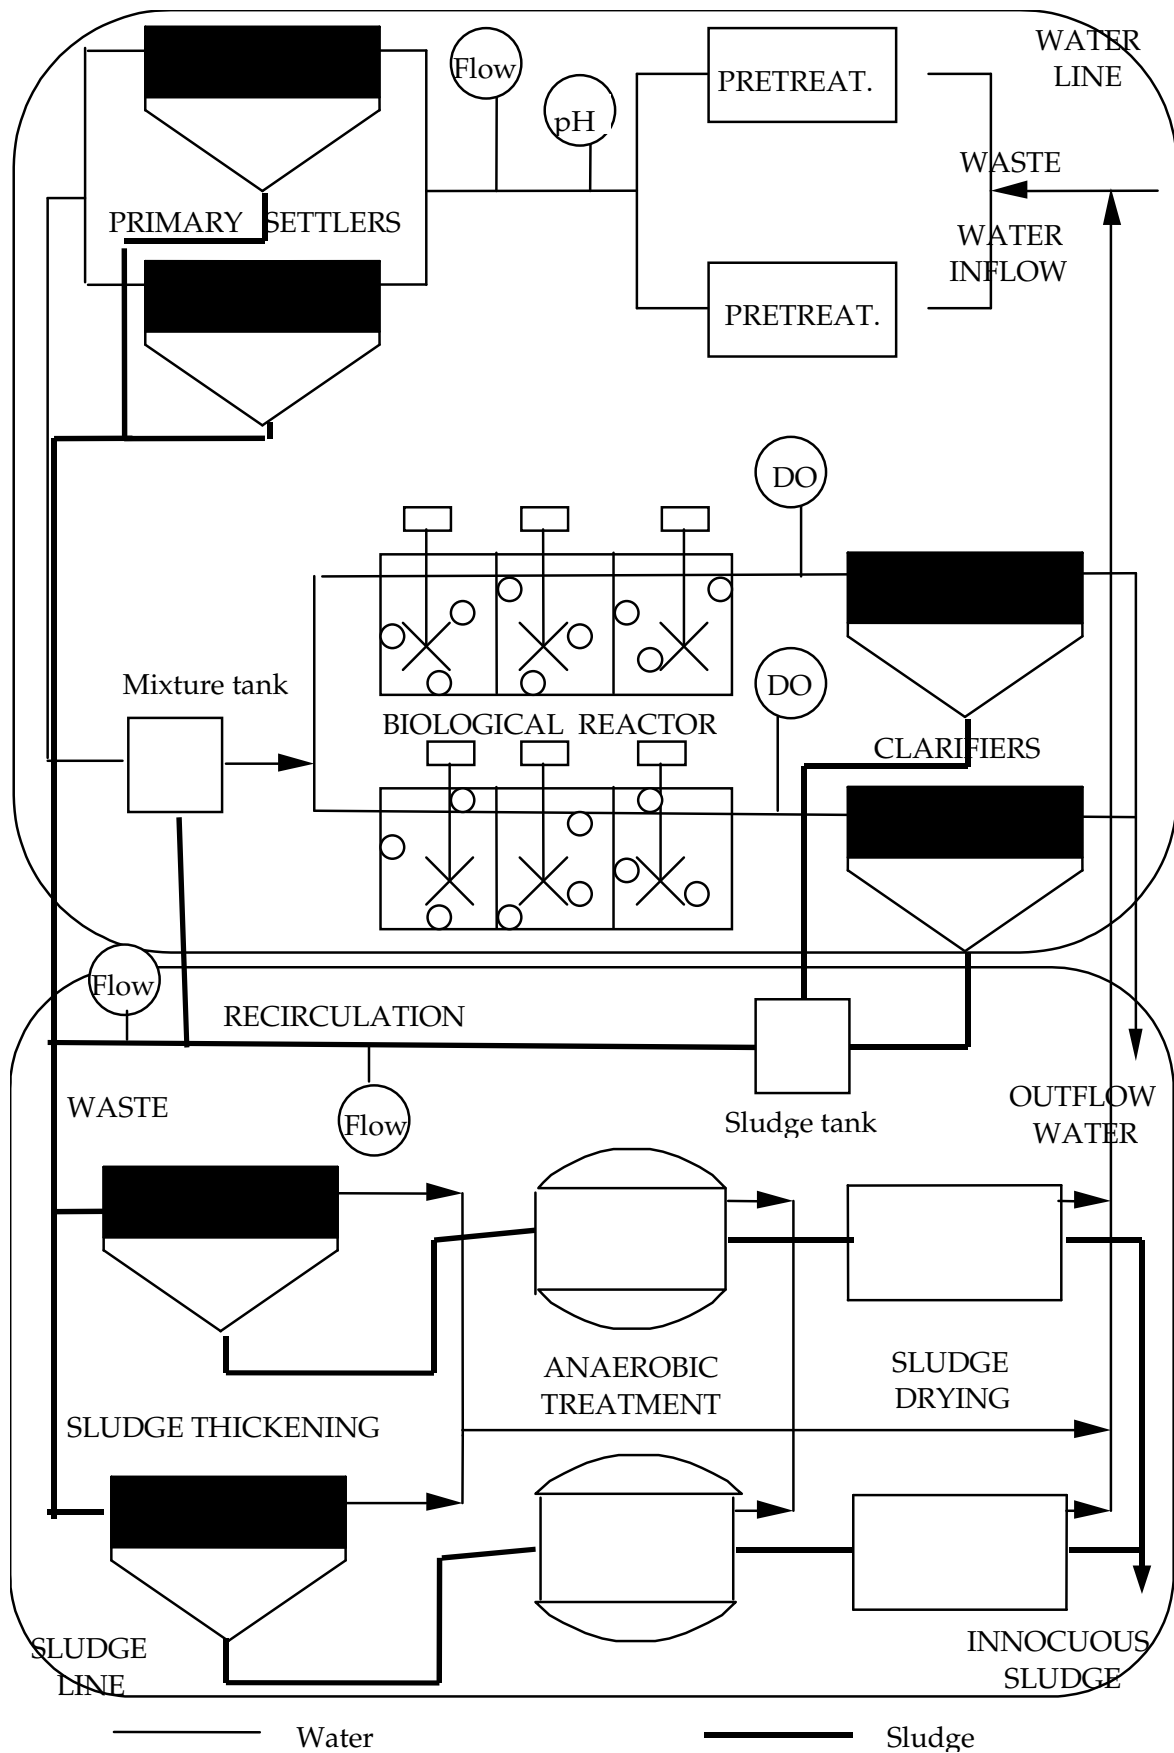 WATER
LINE
Flow
PRETREAT.
pH
WASTE
PRIMARY SETTLERS
WATER
INFLOW
PRETREAT.
DO
Mixture tank
DO
BIOLOGICAL REACTOR
CLARIFIERS
Flow
RECIRCULATION
WASTE
Flow
Sludge tank
OUTFLOW
WATER
ANAEROBIC
TREATMENT
SLUDGE
DRYING
SLUDGE THICKENING
SLUDGE
LINE
INNOCUOUS
SLUDGE
Water
Sludge